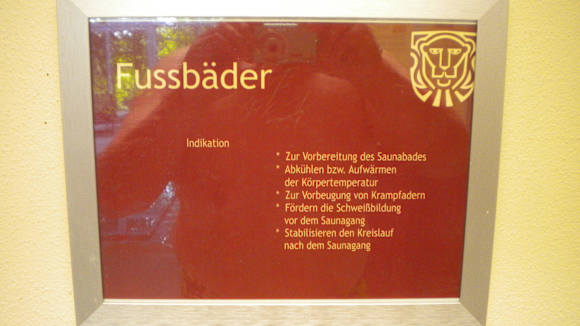 Fussbäder
Indikation
* Zur Vorbereitung des Saunabades
* Abkühlen bzw. Aufwärmen
der Körpertemperatur
* Zur Vorbeugung von Krampfadern
* Fördern die Schweißbildung
vor dem Saunagang
* Stabilisieren den Kreislauf
nach dem Saunagang